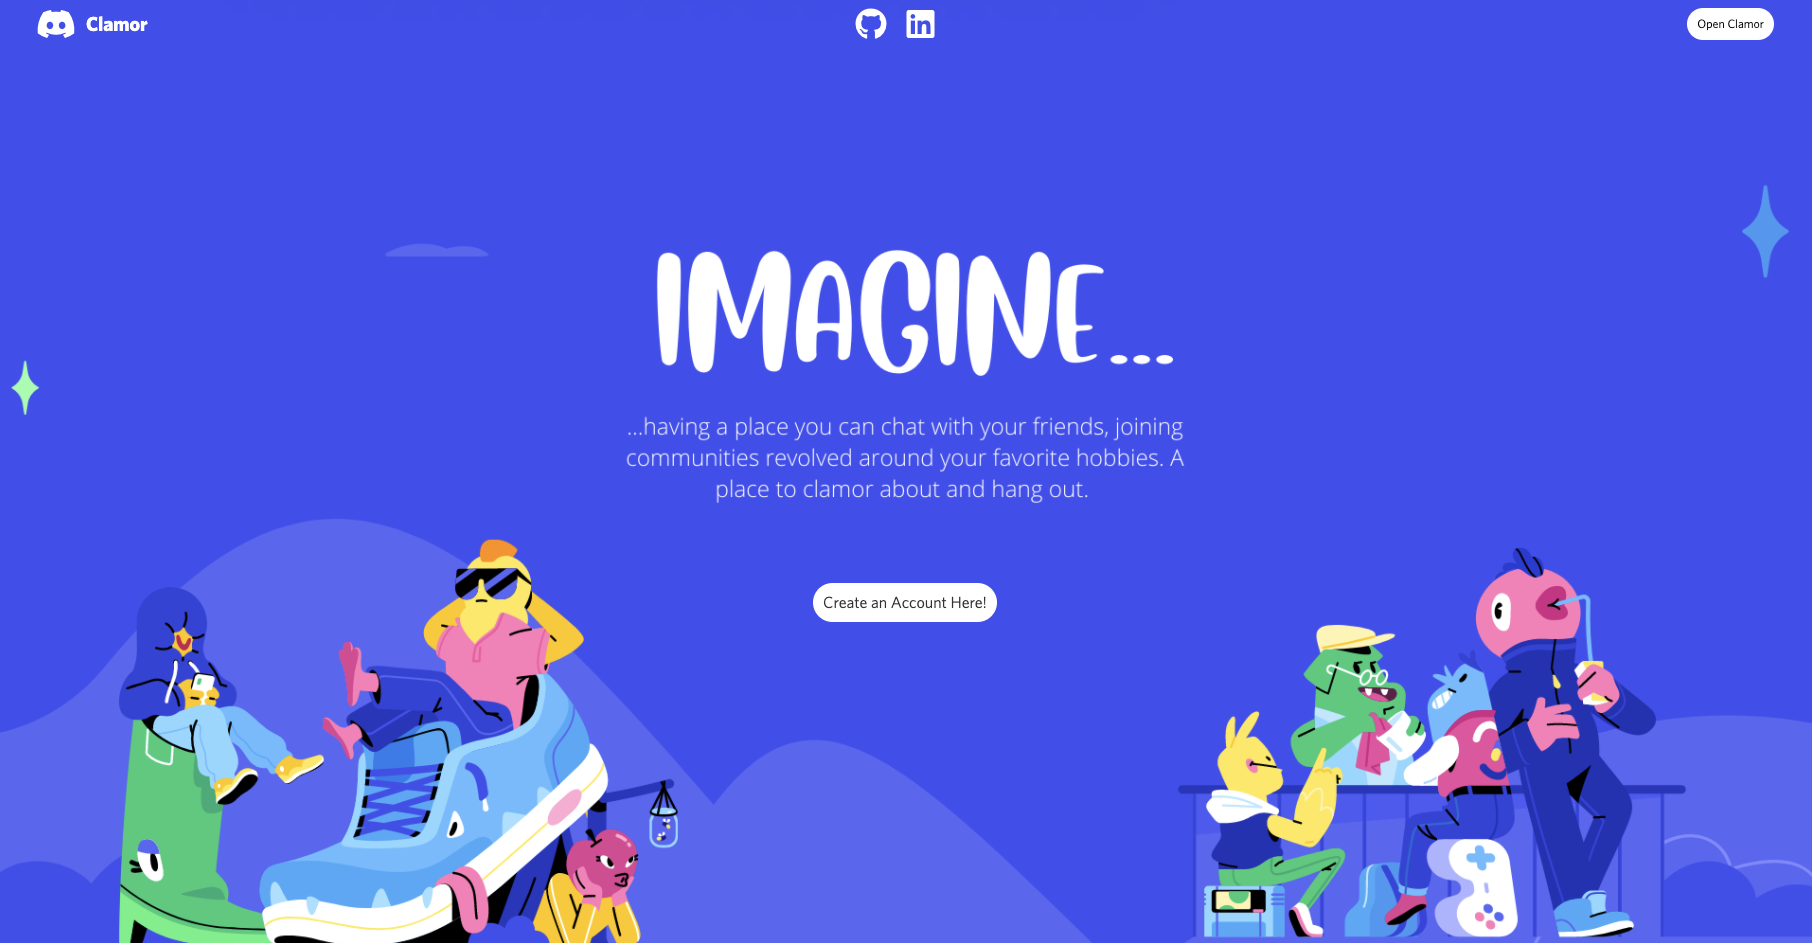 Clamor
Open Clamor
IMAGINE...
...having a place you can chat with your friends, joining
communities revolved around your favorite hobbies. A
place to clamor about and hang out.
Create an Account Here!